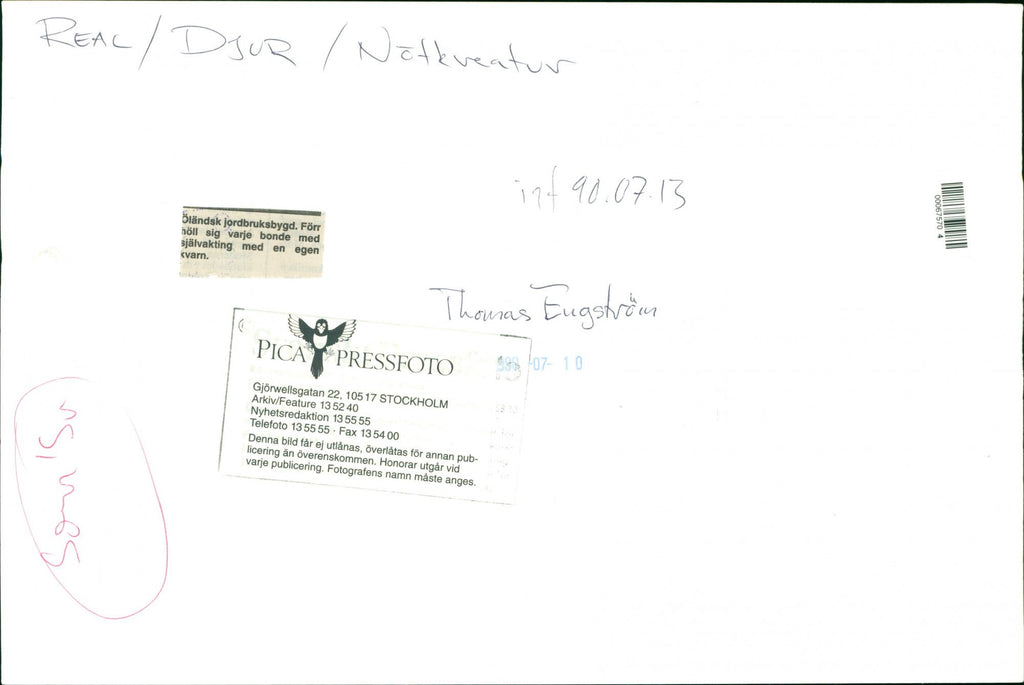 REAL / DJUR / Nötkreatur
inf 90.07.13
00067570 4
Öländsk jordbruksbygd. Förr
höll sig varje bonde med
självakting med en egen
kvarn.
Thomas Engström
PICA PRESSFOTO
-07- 10
Gjörwellsgatan 22, 105 17 STOCKHOLM
Arkiv/Feature 13 52 40
Nyhetsredaktion 13 55 55
Telefoto 13 55 55 · Fax 13 54 00
Denna bild får ej utlånas, överlåtas för annan pub-
licering än överenskommen. Honorar utgår vid
varje publicering. Fotografens namn måste anges.